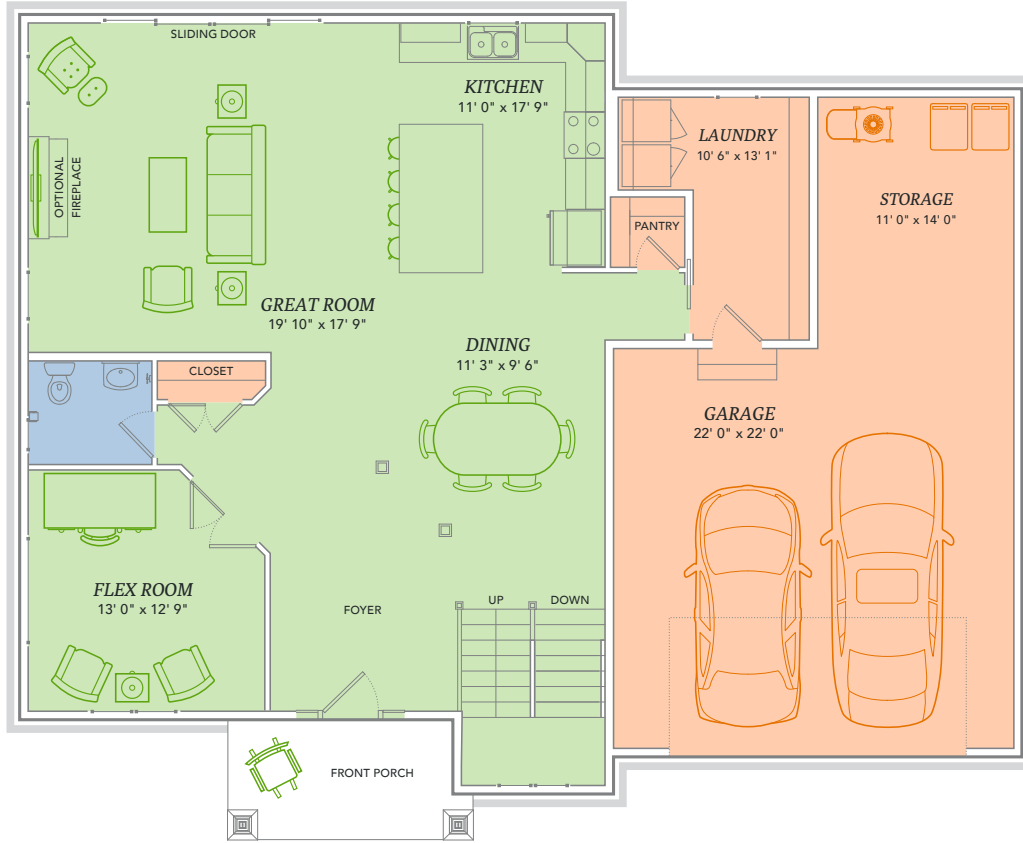 SLIDING DOOR
KITCHEN
11' 0" x 17' 9"
LAUNDRY
10' 6" x 13' 1"
OPTIONAL
FIREPLACE
STORAGE
11' 0" x 14' 0"
PANTRY
GREAT ROOM
19' 10" x 17' 9"
DINING
11' 3" x 9' 6"
CLOSET
GARAGE
22' 0" x 22' 0"
FLEX ROOM
13' 0" x 12' 9"
FOYER
UP
DOWN
FRONT PORCH